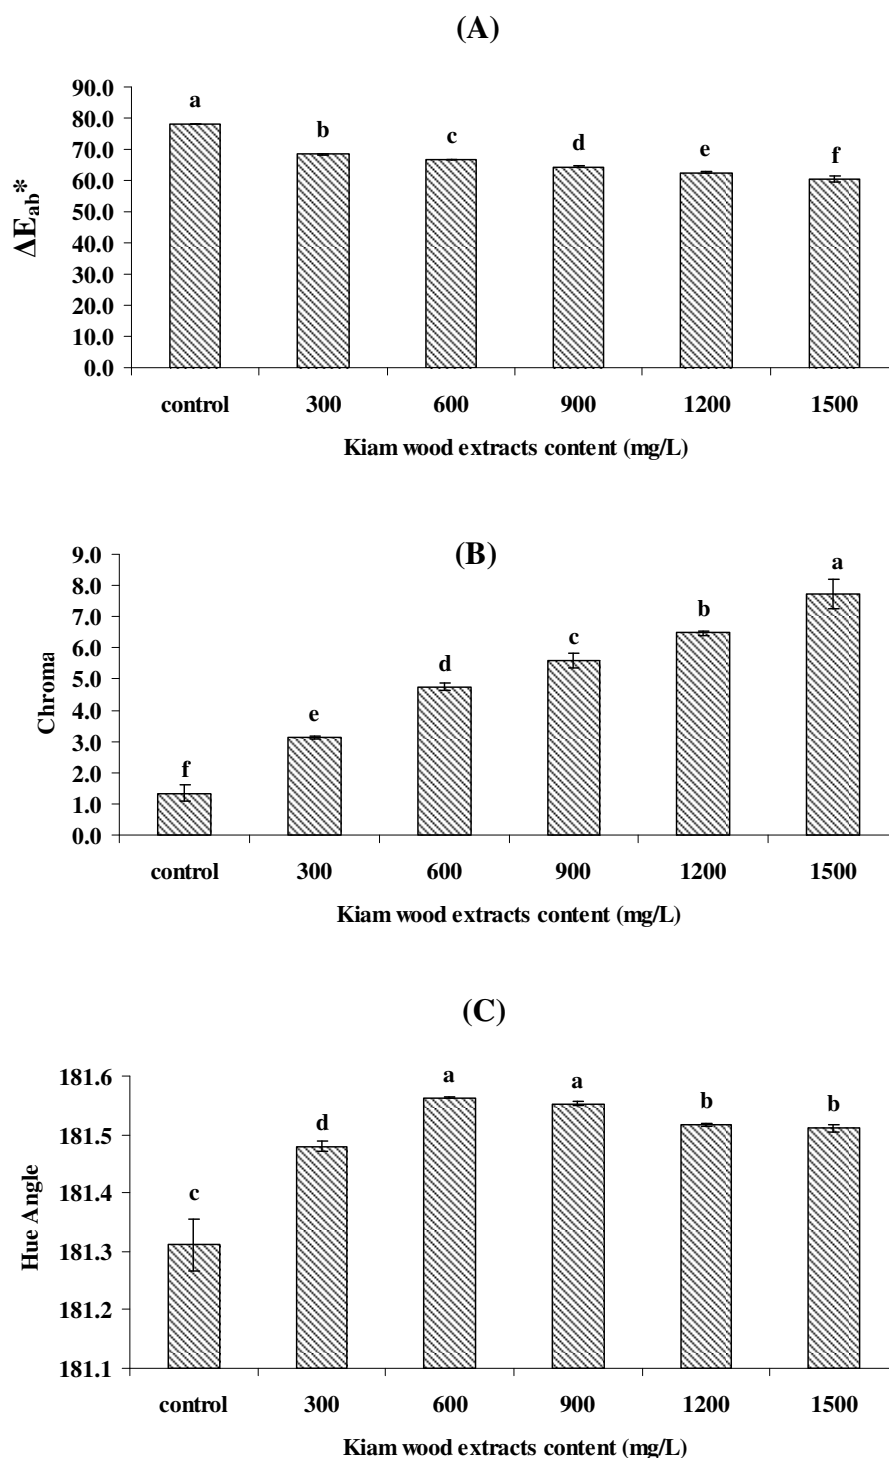 (A)
90.0
80.0
70.0
60.0
50.0
40.0
30.0
20.0
10.0
0.0
ΔEab*
a
b
c
d
e
f
control 300 600 900 1200 1500
Kiam wood extracts content (mg/L)
(B)
9.0
8.0
7.0
6.0
5.0
4.0
3.0
2.0
1.0
0.0
Chroma
f
e
d
c
b
a
control 300 600 900 1200 1500
Kiam wood extracts content (mg/L)
(C)
181.6
181.5
181.4
181.3
181.2
181.1
Hue Angle
c
d
a
a
b
b
control 300 600 900 1200 1500
Kiam wood extracts content (mg/L)